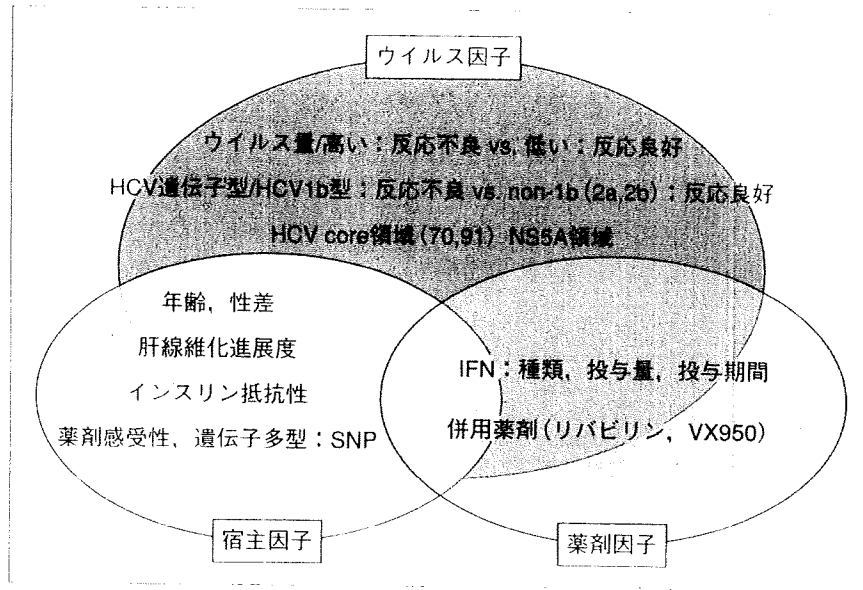 ウイルス因子
ウイルス量/高い：反応不良 vs. 低い：反応良好
HCV遺伝子型/HCV1b型：反応不良 vs. non-1b (2a,2b)：反応良好
HCV core領域 (70,91) NS5A領域
年齢，性差
肝線維化進展度
インスリン抵抗性
薬剤感受性，遺伝子多型：SNP
IFN：種類，投与量，投与期間
併用薬剤(リバビリン，VX950)
宿主因子
薬剤因子